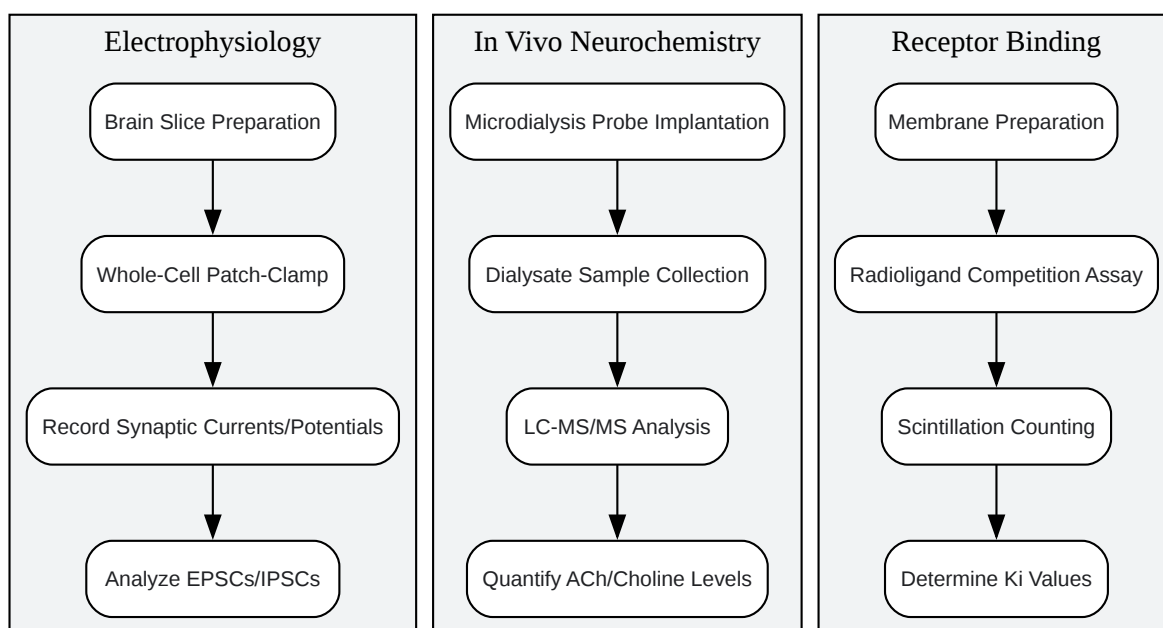 Electrophysiology
Brain Slice Preparation
Whole-Cell Patch-Clamp
Record Synaptic Currents/Potentials
Analyze EPSCs/IPSCs
In Vivo Neurochemistry
Microdialysis Probe Implantation
Dialysate Sample Collection
LC-MS/MS Analysis
Quantify ACh/Choline Levels
Receptor Binding
Membrane Preparation
Radioligand Competition Assay
Scintillation Counting
Determine Ki Values